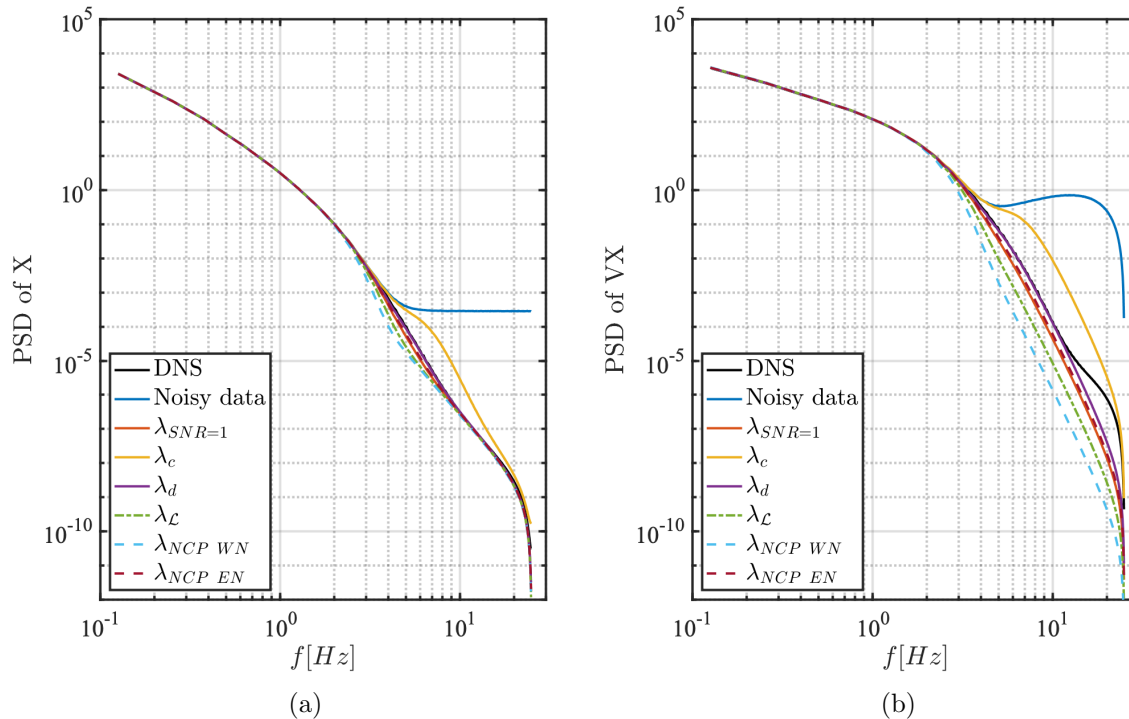 10^5
10^0
10^-5
10^-10
PSD of X
DNS
Noisy data
λ_{SNR=1}
λ_c
λ_d
λ_ℒ
λ_{NCP WN}
λ_{NCP EN}
10^-1
10^0
10^1
f[Hz]
(a)
10^5
10^0
10^-5
10^-10
PSD of VX
DNS
Noisy data
λ_{SNR=1}
λ_c
λ_d
λ_ℒ
λ_{NCP WN}
λ_{NCP EN}
10^-1
10^0
10^1
f[Hz]
(b)